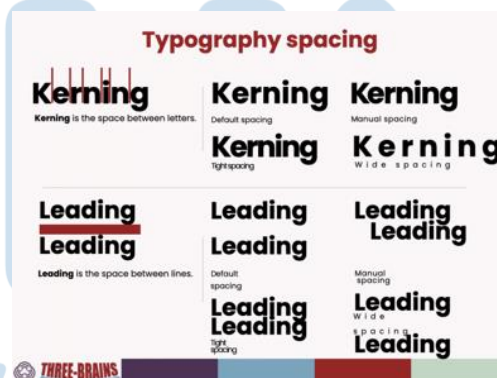 Typography spacing
Kerning
Kerning is the space between letters.
Kerning
Default spacing
Kerning
Manual spacing
Kerning
Tight spacing
Kerning
Wide spacing
Leading
Leading
Leading is the space between lines.
Leading
Leading
Default
spacing
Leading
Leading
Manual
spacing
Leading
Leading
Tight
spacing
Leading
Wide
spacing
Leading
THREE-BRAINS